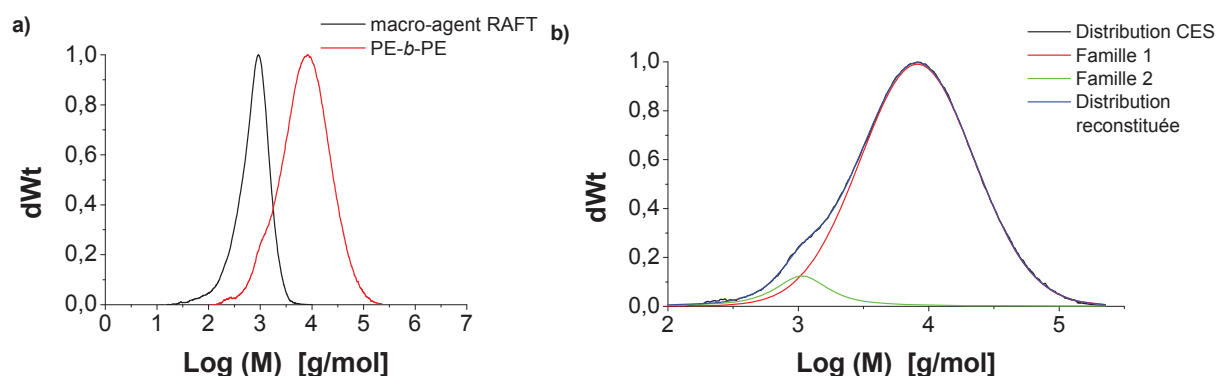 a)
macro-agent RAFT
PE-b-PE
1,0
0,8
0,6
0,4
0,2
0,0
dWt
0 1 2 3 4 5 6 7
Log (M) [g/mol]
b)
Distribution CES
Famille 1
Famille 2
Distribution
reconstituée
1,0
0,8
0,6
0,4
0,2
0,0
dWt
2 3 4 5
Log (M) [g/mol]